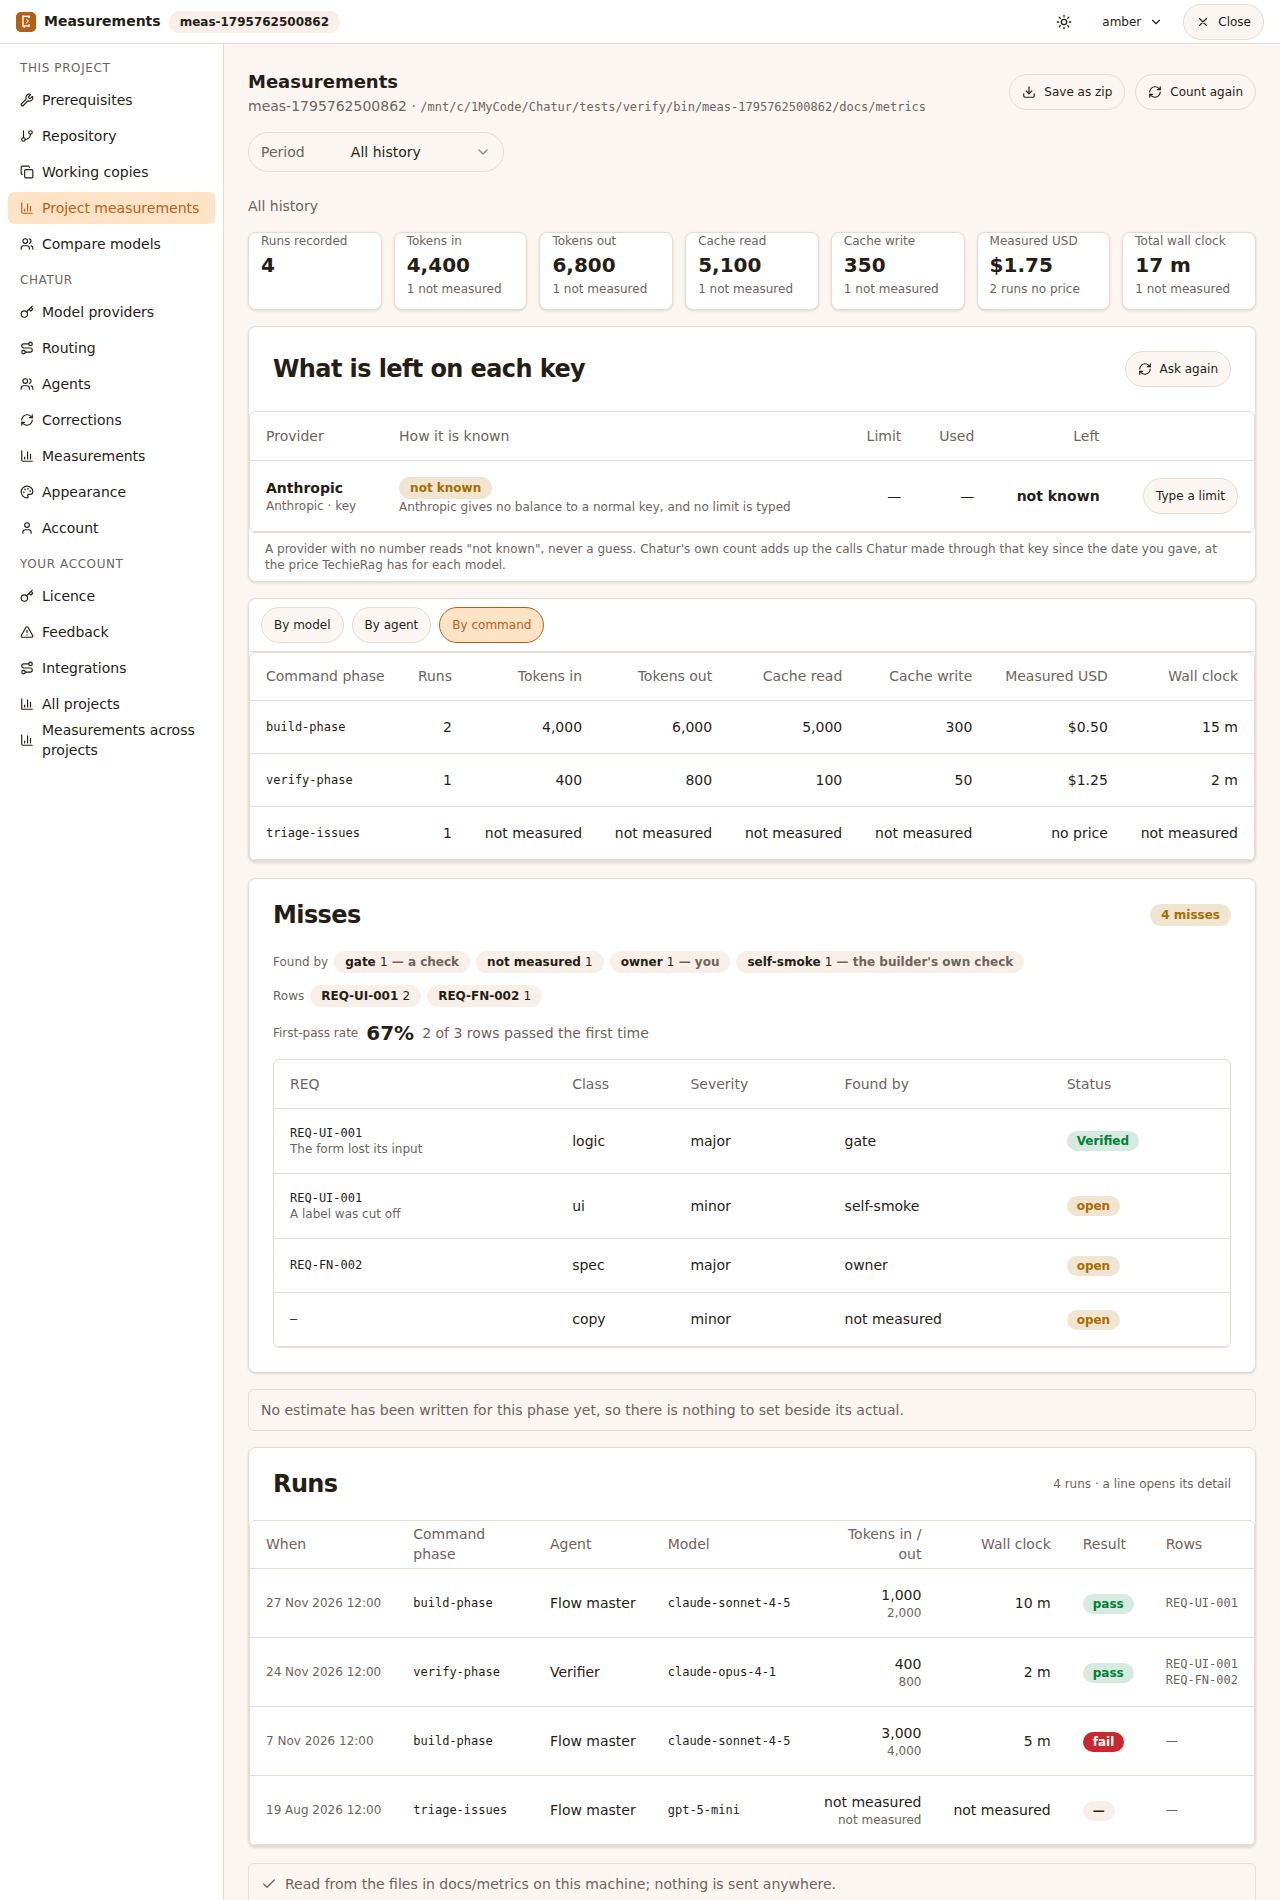 Measurements meas-1795762500862
amber
Close
THIS PROJECT
Prerequisites
Repository
Working copies
Project measurements
Compare models
CHATUR
Model providers
Routing
Agents
Corrections
Measurements
Appearance
Account
YOUR ACCOUNT
Licence
Feedback
Integrations
All projects
Measurements across
projects
Measurements
meas-1795762500862 · /mnt/c/1MyCode/Chatur/tests/verify/bin/meas-1795762500862/docs/metrics
Save as zip
Count again
Period All history
All history
Runs recorded
4
Tokens in
4,400
1 not measured
Tokens out
6,800
1 not measured
Cache read
5,100
1 not measured
Cache write
350
1 not measured
Measured USD
$1.75
2 runs no price
Total wall clock
17 m
1 not measured
What is left on each key
Ask again
Provider How it is known Limit Used Left
Anthropic
Anthropic · key
not known
Anthropic gives no balance to a normal key, and no limit is typed
— — not known Type a limit
A provider with no number reads "not known", never a guess. Chatur's own count adds up the calls Chatur made through that key since the date you gave, at
the price TechieRag has for each model.
By model By agent By command
Command phase Runs Tokens in Tokens out Cache read Cache write Measured USD Wall clock
build-phase 2 4,000 6,000 5,000 300 $0.50 15 m
verify-phase 1 400 800 100 50 $1.25 2 m
triage-issues 1 not measured not measured not measured not measured no price not measured
Misses
4 misses
Found by gate 1 — a check not measured 1 owner 1 — you self-smoke 1 — the builder's own check
Rows REQ-UI-001 2 REQ-FN-002 1
First-pass rate 67% 2 of 3 rows passed the first time
REQ Class Severity Found by Status
REQ-UI-001
The form lost its input
logic major gate Verified
REQ-UI-001
A label was cut off
ui minor self-smoke open
REQ-FN-002 spec major owner open
— copy minor not measured open
No estimate has been written for this phase yet, so there is nothing to set beside its actual.
Runs
4 runs · a line opens its detail
When Command phase Agent Model Tokens in / out Wall clock Result Rows
27 Nov 2026 12:00 build-phase Flow master claude-sonnet-4-5 1,000 10 m pass REQ-UI-001
2,000
24 Nov 2026 12:00 verify-phase Verifier claude-opus-4-1 400 2 m pass REQ-UI-001
800 REQ-FN-002
7 Nov 2026 12:00 build-phase Flow master claude-sonnet-4-5 3,000 5 m fail —
4,000
19 Aug 2026 12:00 triage-issues Flow master gpt-5-mini not measured not measured — —
not measured
Read from the files in docs/metrics on this machine; nothing is sent anywhere.